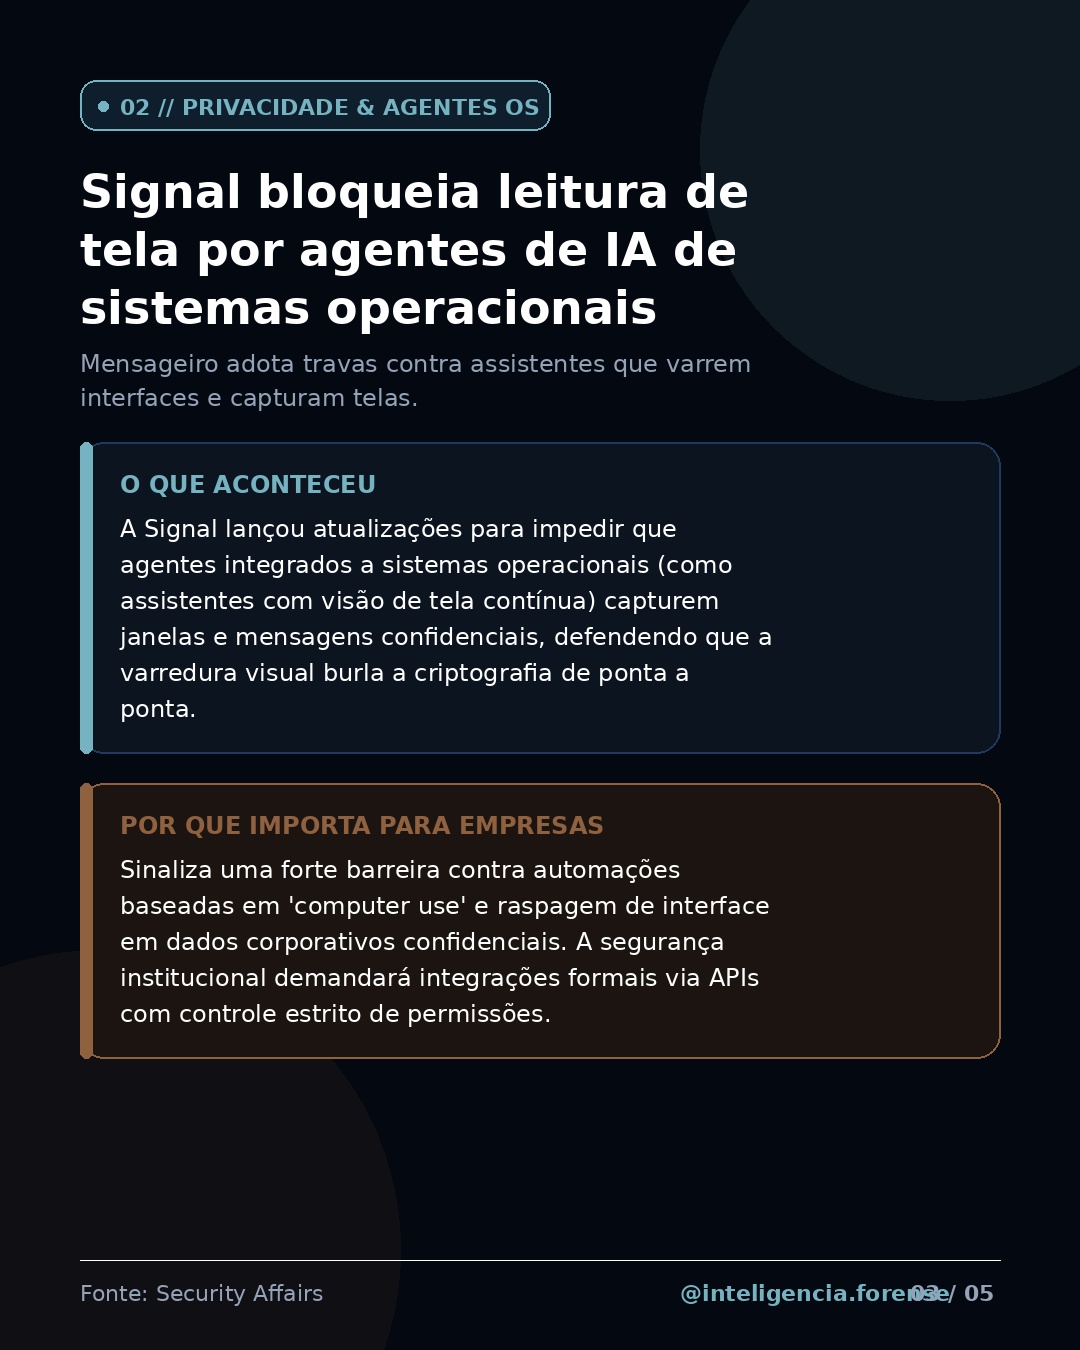 02 // PRIVACIDADE & AGENTES OS
Signal bloqueia leitura de
tela por agentes de IA de
sistemas operacionais
Mensageiro adota travas contra assistentes que varrem
interfaces e capturam telas.
O QUE ACONTECEU
A Signal lançou atualizações para impedir que
agentes integrados a sistemas operacionais (como
assistentes com visão de tela contínua) capturem
janelas e mensagens confidenciais, defendendo que a
varredura visual burla a criptografia de ponta a
ponta.
POR QUE IMPORTA PARA EMPRESAS
Sinaliza uma forte barreira contra automações
baseadas em 'computer use' e raspagem de interface
em dados corporativos confidenciais. A segurança
institucional demandará integrações formais via APIs
com controle estrito de permissões.
Fonte: Security Affairs
@inteligencia.forense
03 / 05